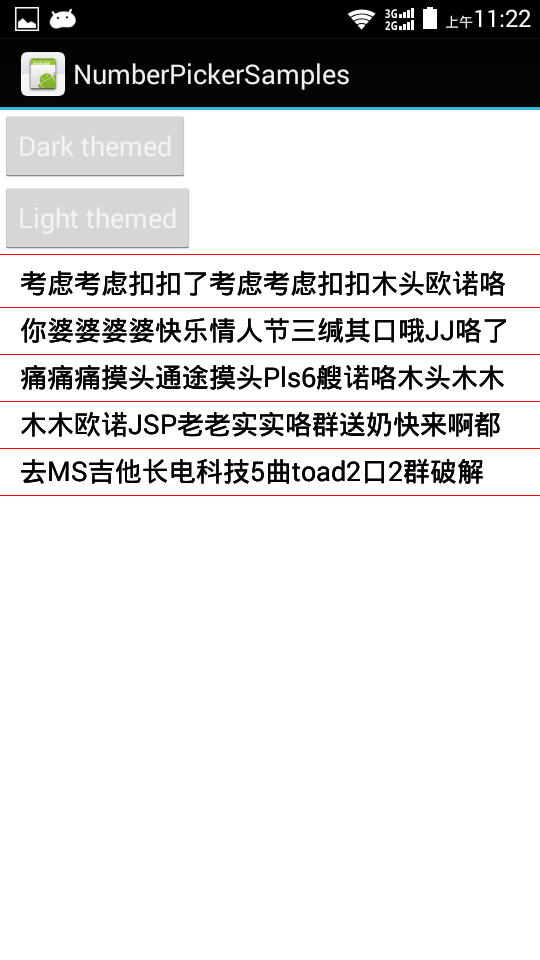 3G
2G
上午11:22
NumberPickerSamples
Dark themed
Light themed
考虑考虑扣扣了考虑考虑扣扣木头欧诺咯
你婆婆婆婆快乐情人节三缄其口哦JJ咯了
痛痛痛摸头通途摸头Pls6艘诺咯木头木木
木木欧诺JSP老老实实咯群送奶快来啊都
去MS吉他长电科技5曲toad2口2群破解